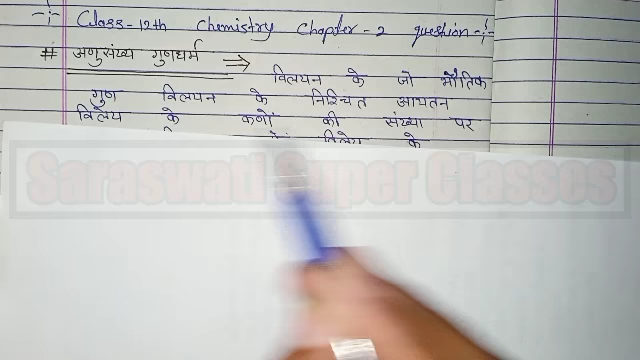 -:- Class-12th Chemistry Chapter-2 question -:-
# अणुसंख्य गुणधर्म ⇒ विलयन के जो भौतिक
गुण विलयन के निश्चित आयतन
विलेय के कणों की संख्या पर
विलेय के
Saraswati Super Classes